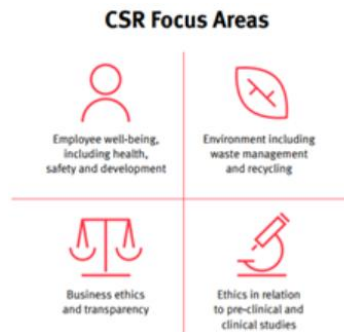 CSR Focus Areas
Employee well-being,
including health,
safety and development
Environment including
waste management
and recycling
Business ethics
and transparency
Ethics in relation
to pre-clinical and
clinical studies